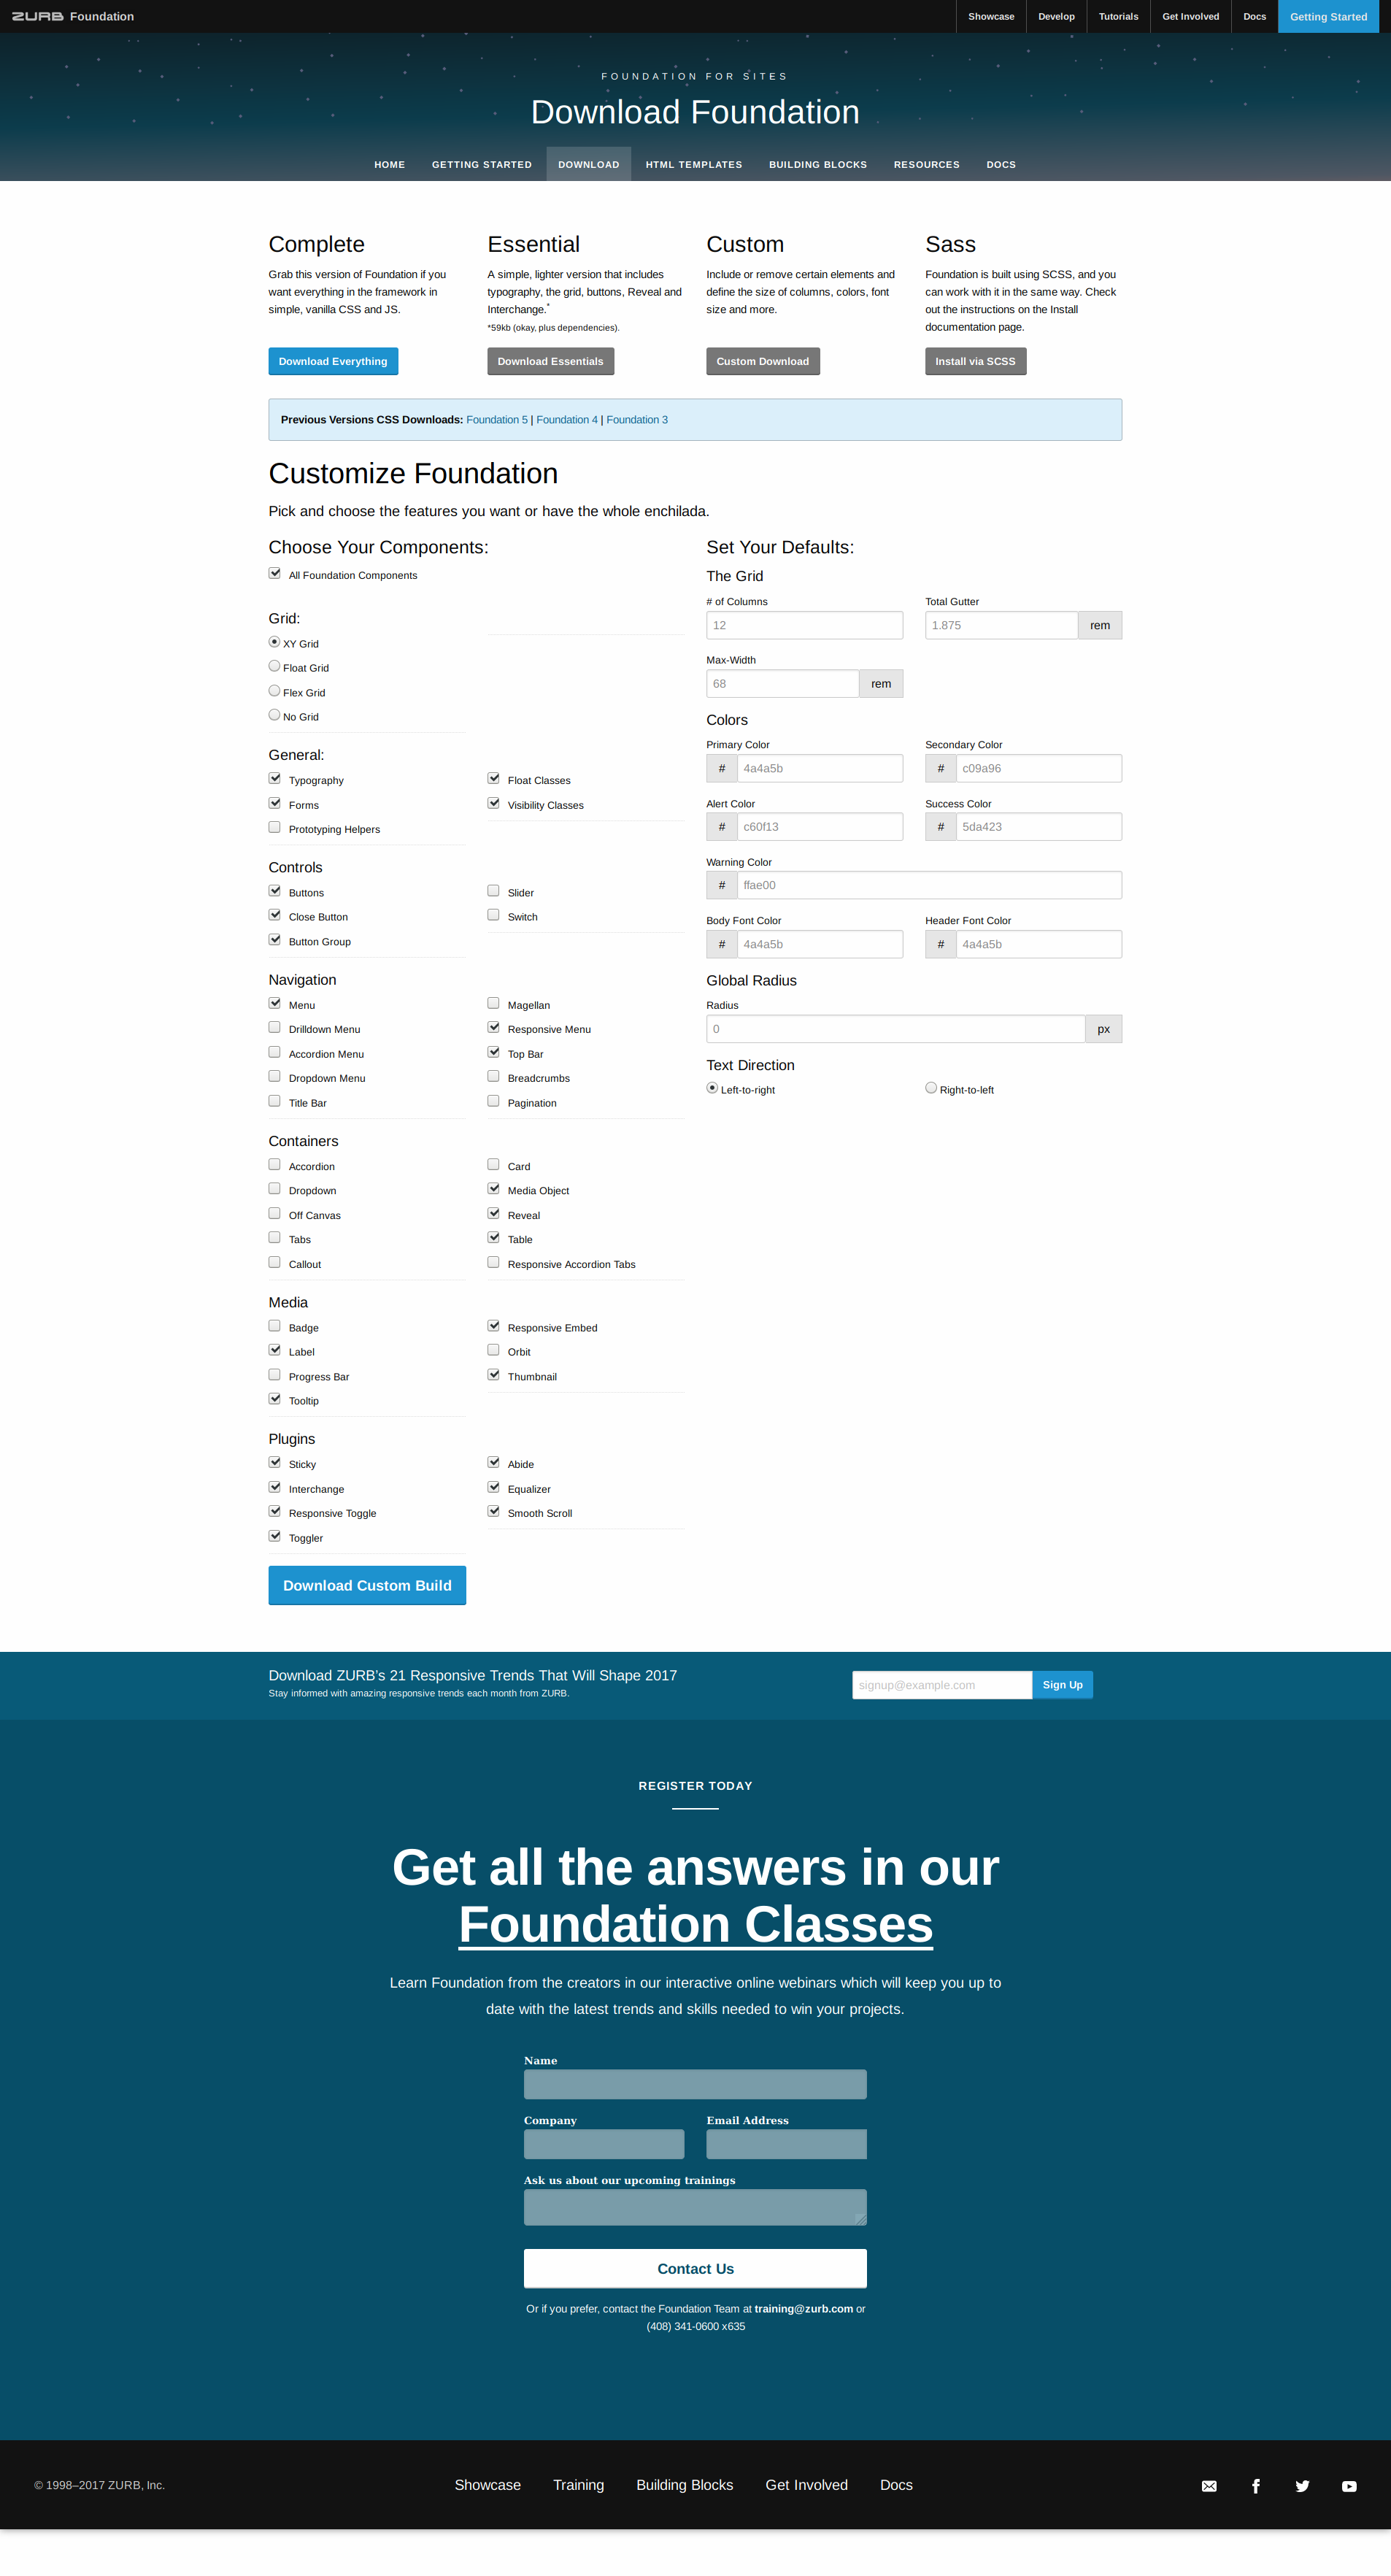 ZURB Foundation
Showcase
Develop
Tutorials
Get Involved
Docs
Getting Started
FOUNDATION FOR SITES
Download Foundation
HOME
GETTING STARTED
DOWNLOAD
HTML TEMPLATES
BUILDING BLOCKS
RESOURCES
DOCS
Complete
Grab this version of Foundation if you
want everything in the framework in
simple, vanilla CSS and JS.
Download Everything
Essential
A simple, lighter version that includes
typography, the grid, buttons, Reveal and
Interchange.*
*59kb (okay, plus dependencies).
Download Essentials
Custom
Include or remove certain elements and
define the size of columns, colors, font
size and more.
Custom Download
Sass
Foundation is built using SCSS, and you
can work with it in the same way. Check
out the instructions on the Install
documentation page.
Install via SCSS
Previous Versions CSS Downloads: Foundation 5 | Foundation 4 | Foundation 3
Customize Foundation
Pick and choose the features you want or have the whole enchilada.
Choose Your Components:
All Foundation Components
Grid:
XY Grid
Float Grid
Flex Grid
No Grid
General:
Typography
Forms
Prototyping Helpers
Float Classes
Visibility Classes
Controls
Buttons
Close Button
Button Group
Slider
Switch
Navigation
Menu
Drilldown Menu
Accordion Menu
Dropdown Menu
Title Bar
Magellan
Responsive Menu
Top Bar
Breadcrumbs
Pagination
Containers
Accordion
Dropdown
Off Canvas
Tabs
Callout
Card
Media Object
Reveal
Table
Responsive Accordion Tabs
Media
Badge
Label
Progress Bar
Tooltip
Responsive Embed
Orbit
Thumbnail
Plugins
Sticky
Interchange
Responsive Toggle
Toggler
Abide
Equalizer
Smooth Scroll
Download Custom Build
Set Your Defaults:
The Grid
# of Columns
12
Total Gutter
1.875 rem
Max-Width
68 rem
Colors
Primary Color
# 4a4a5b
Secondary Color
# c09a96
Alert Color
# c60f13
Success Color
# 5da423
Warning Color
# ffae00
Body Font Color
# 4a4a5b
Header Font Color
# 4a4a5b
Global Radius
Radius
0 px
Text Direction
Left-to-right
Right-to-left
Download ZURB's 21 Responsive Trends That Will Shape 2017
Stay informed with amazing responsive trends each month from ZURB.
signup@example.com
Sign Up
REGISTER TODAY
Get all the answers in our
Foundation Classes
Learn Foundation from the creators in our interactive online webinars which will keep you up to
date with the latest trends and skills needed to win your projects.
Name
Company
Email Address
Ask us about our upcoming trainings
Contact Us
Or if you prefer, contact the Foundation Team at training@zurb.com or
(408) 341-0600 x635
© 1998–2017 ZURB, Inc.
Showcase
Training
Building Blocks
Get Involved
Docs